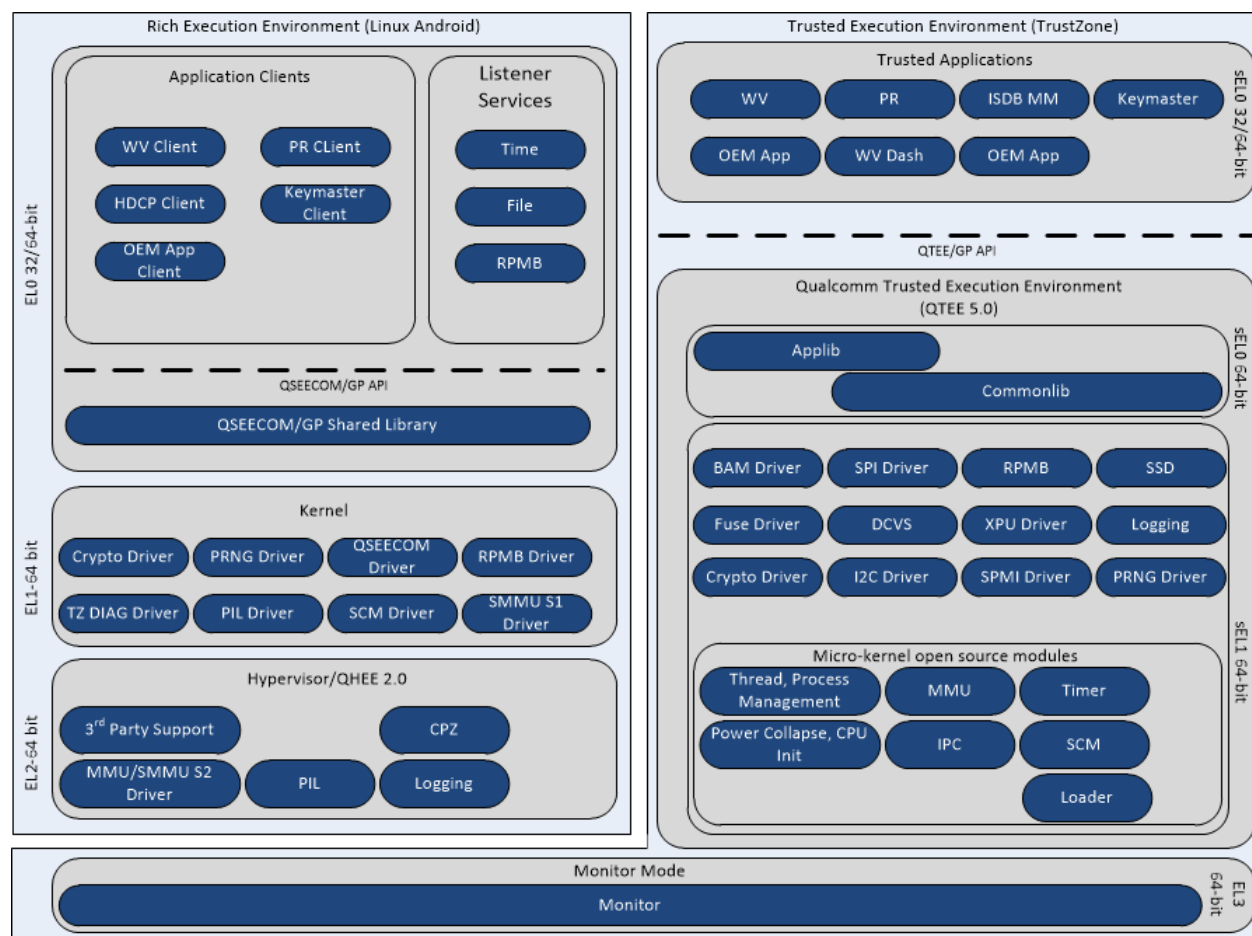 Rich Execution Environment (Linux Android)
Application Clients
WV Client
PR CLient
HDCP Client
Keymaster
Client
OEM App
Client
Listener
Services
Time
File
RPMB
QSEECOM/GP API
QSEECOM/GP Shared Library
EL0 32/64-bit
Kernel
Crypto Driver
PRNG Driver
QSEECOM
Driver
RPMB Driver
TZ DIAG Driver
PIL Driver
SCM Driver
SMMU S1
Driver
EL1-64 bit
Hypervisor/QHEE 2.0
3rd Party Support
CPZ
MMU/SMMU S2
Driver
PIL
Logging
EL2-64 bit
Trusted Execution Environment (TrustZone)
Trusted Applications
WV
PR
ISDB MM
Keymaster
OEM App
WV Dash
OEM App
sEL0 32/64-bit
QTEE/GP API
Qualcomm Trusted Execution Environment
(QTEE 5.0)
Applib
Commonlib
sEL0 64-bit
BAM Driver
SPI Driver
RPMB
SSD
Fuse Driver
DCVS
XPU Driver
Logging
Crypto Driver
I2C Driver
SPMI Driver
PRNG Driver
Micro-kernel open source modules
Thread, Process
Management
MMU
Timer
Power Collapse, CPU
Init
IPC
SCM
Loader
sEL1 64-bit
Monitor Mode
Monitor
EL3
64-bit